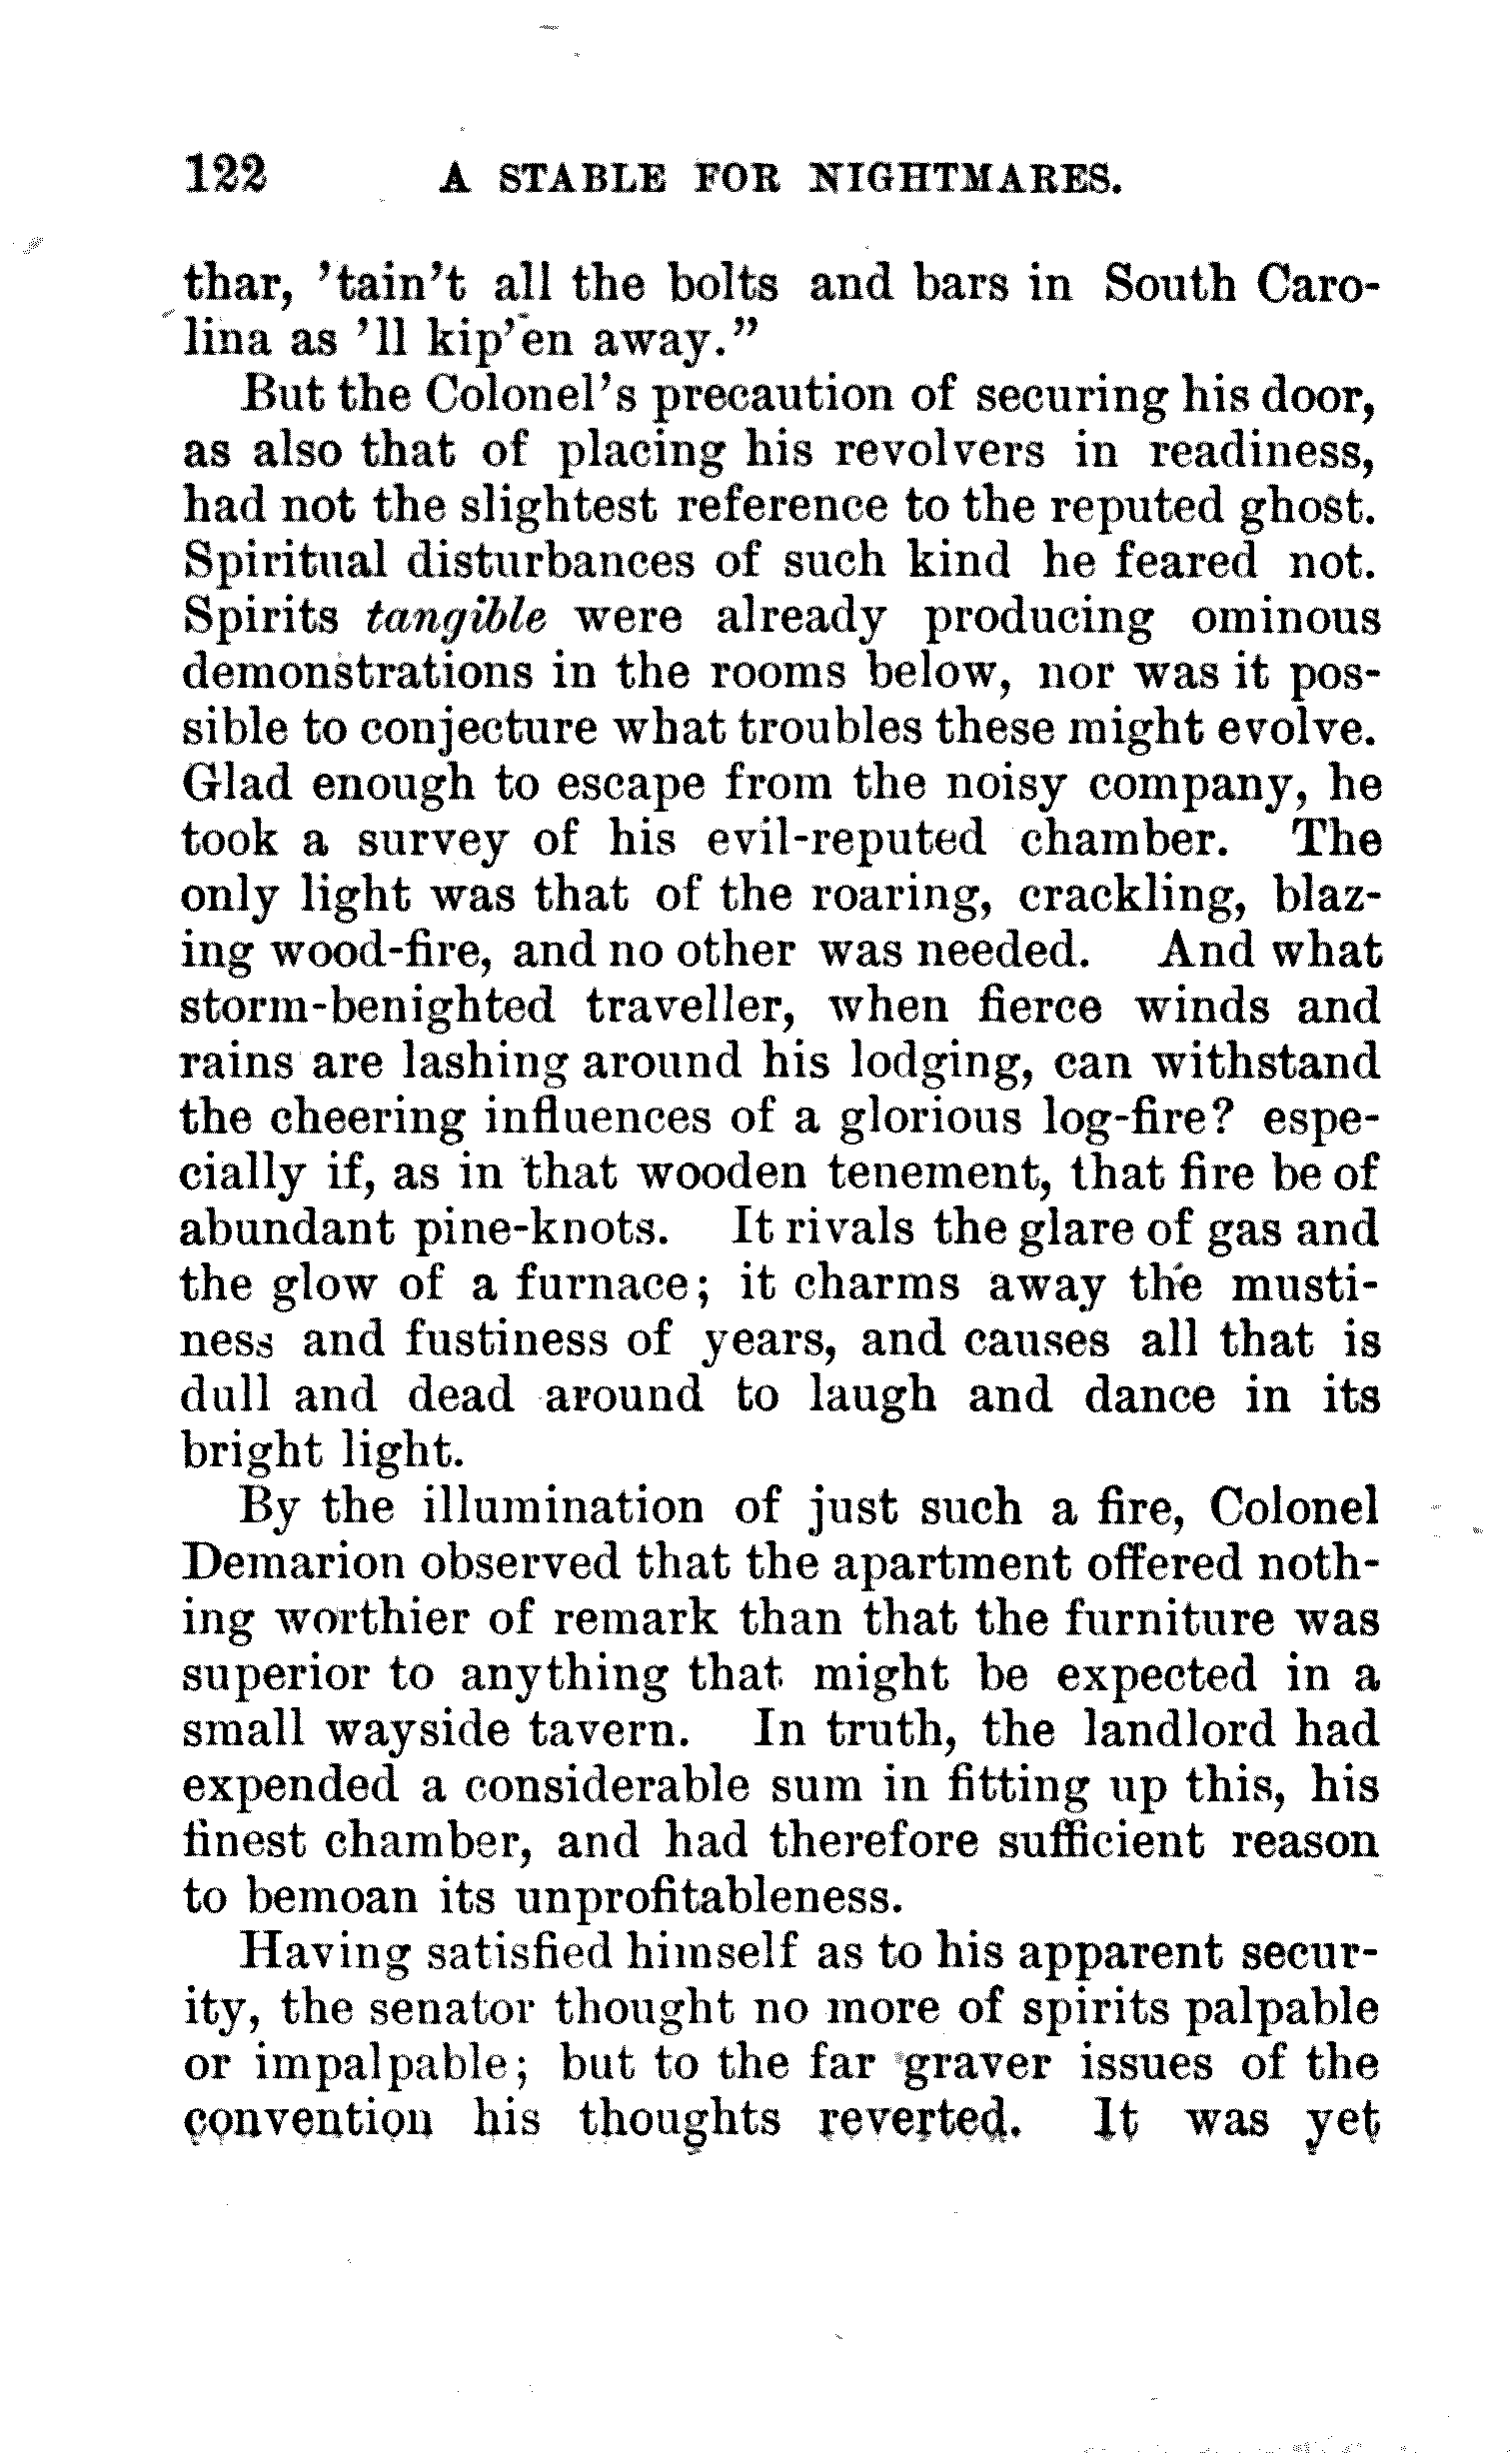 122 A STABLE FOR NIGHTMARES.
thar, ’tain’t all the bolts and bars in South Caro-
lina as ’ll kip’en away.”
But the Colonel’s precaution of securing his door,
as also that of placing his revolvers in readiness,
had not the slightest reference to the reputed ghost.
Spiritual disturbances of such kind he feared not.
Spirits tangible were already producing ominous
demonstrations in the rooms below, nor was it pos-
sible to conjecture what troubles these might evolve.
Glad enough to escape from the noisy company, he
took a survey of his evil-reputed chamber. The
only light was that of the roaring, crackling, blaz-
ing wood-fire, and no other was needed. And what
storm-benighted traveller, when fierce winds and
rains are lashing around his lodging, can withstand
the cheering influences of a glorious log-fire? espe-
cially if, as in that wooden tenement, that fire be of
abundant pine-knots. It rivals the glare of gas and
the glow of a furnace; it charms away the musti-
ness and fustiness of years, and causes all that is
dull and dead around to laugh and dance in its
bright light.
By the illumination of just such a fire, Colonel
Demarion observed that the apartment offered noth-
ing worthier of remark than that the furniture was
superior to anything that might be expected in a
small wayside tavern. In truth, the landlord had
expended a considerable sum in fitting up this, his
finest chamber, and had therefore sufficient reason
to bemoan its unprofitableness.
Having satisfied himself as to his apparent secur-
ity, the senator thought no more of spirits palpable
or impalpable; but to the far graver issues of the
convention his thoughts reverted. It was yet